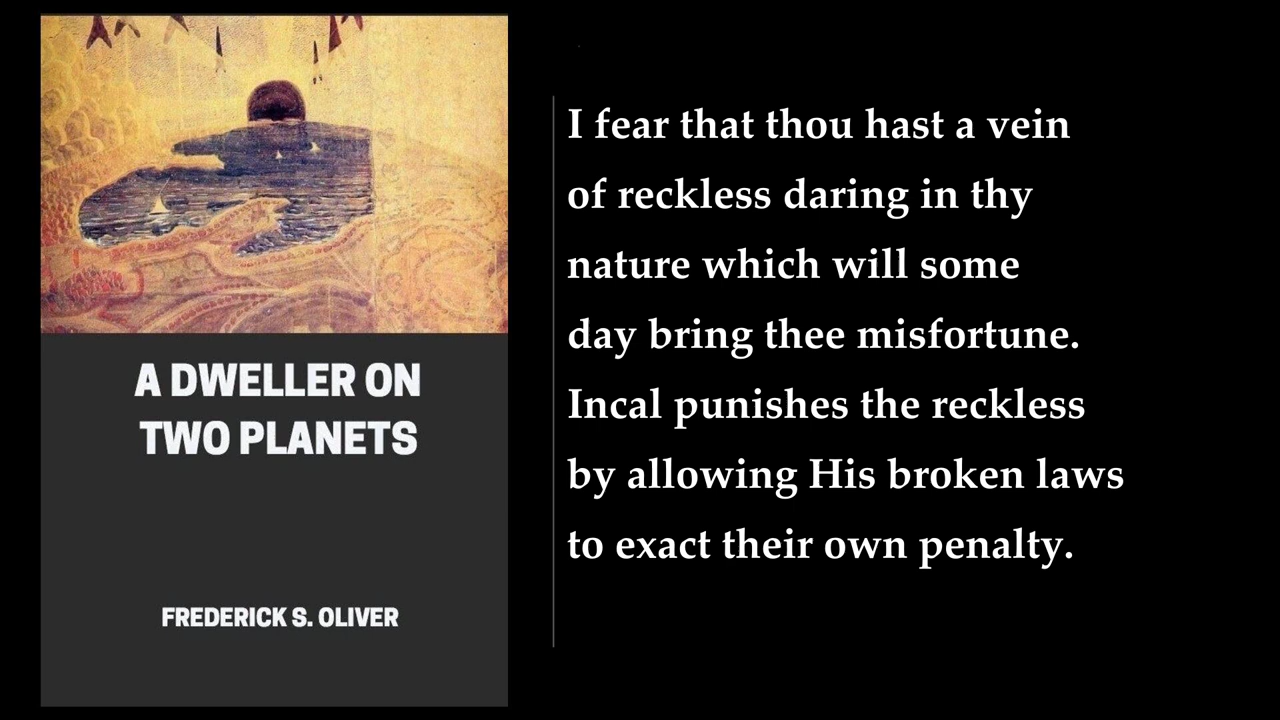 A DWELLER ON
TWO PLANETS
FREDERICK S. OLIVER
I fear that thou hast a vein
of reckless daring in thy
nature which will some
day bring thee misfortune.
Incal punishes the reckless
by allowing His broken laws
to exact their own penalty.